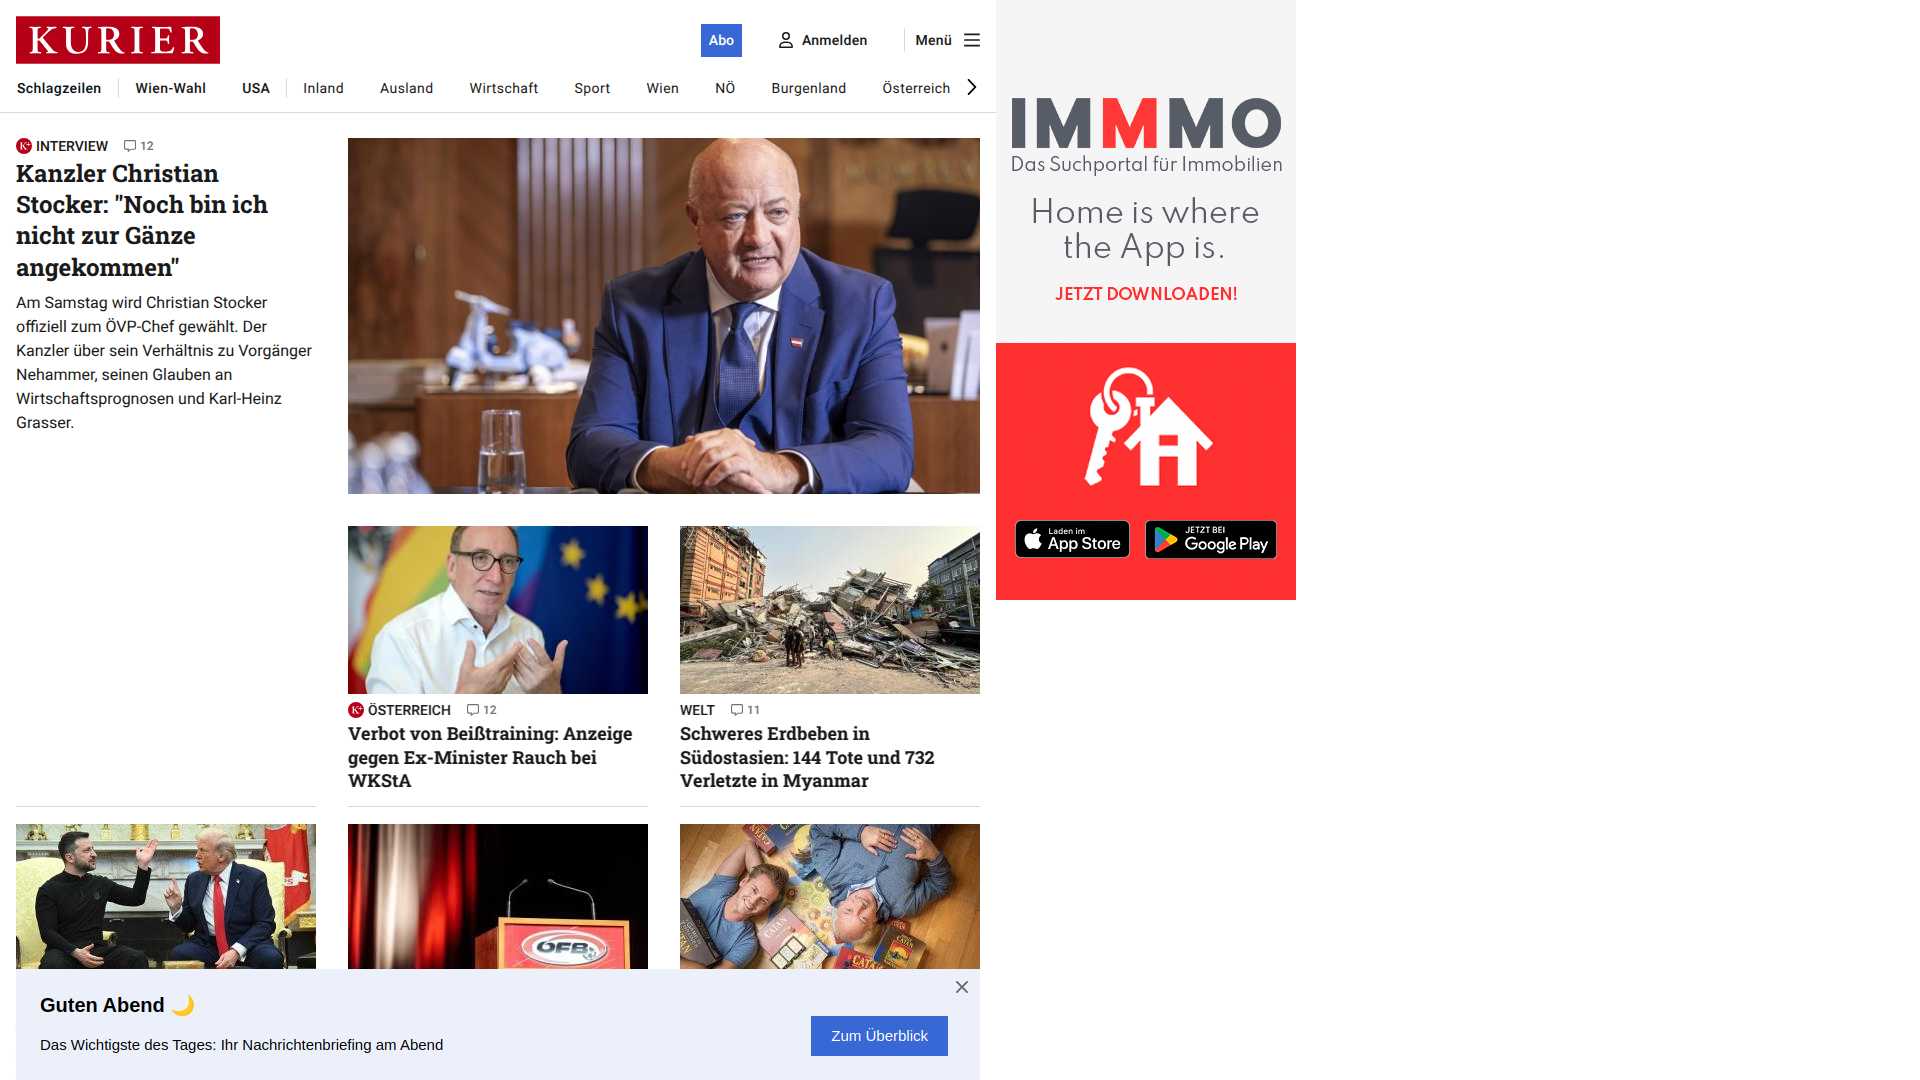 KURIER
Abo
Anmelden
Menü
Schlagzeilen
Wien-Wahl
USA
Inland
Ausland
Wirtschaft
Sport
Wien
NÖ
Burgenland
Österreich
K+ INTERVIEW 12
Kanzler Christian
Stocker: "Noch bin ich
nicht zur Gänze
angekommen"
Am Samstag wird Christian Stocker
offiziell zum ÖVP-Chef gewählt. Der
Kanzler über sein Verhältnis zu Vorgänger
Nehammer, seinen Glauben an
Wirtschaftsprognosen und Karl-Heinz
Grasser.
K+ ÖSTERREICH 12
Verbot von Beißtraining: Anzeige
gegen Ex-Minister Rauch bei
WKStA
WELT 11
Schweres Erdbeben in
Südostasien: 144 Tote und 732
Verletzte in Myanmar
ÖFB
CATAN
CATAN
CATAN
CATAN
Guten Abend 🌙
Das Wichtigste des Tages: Ihr Nachrichtenbriefing am Abend
Zum Überblick
IMMMO
Das Suchportal für Immobilien
Home is where
the App is.
JETZT DOWNLOADEN!
Laden im
App Store
JETZT BEI
Google Play